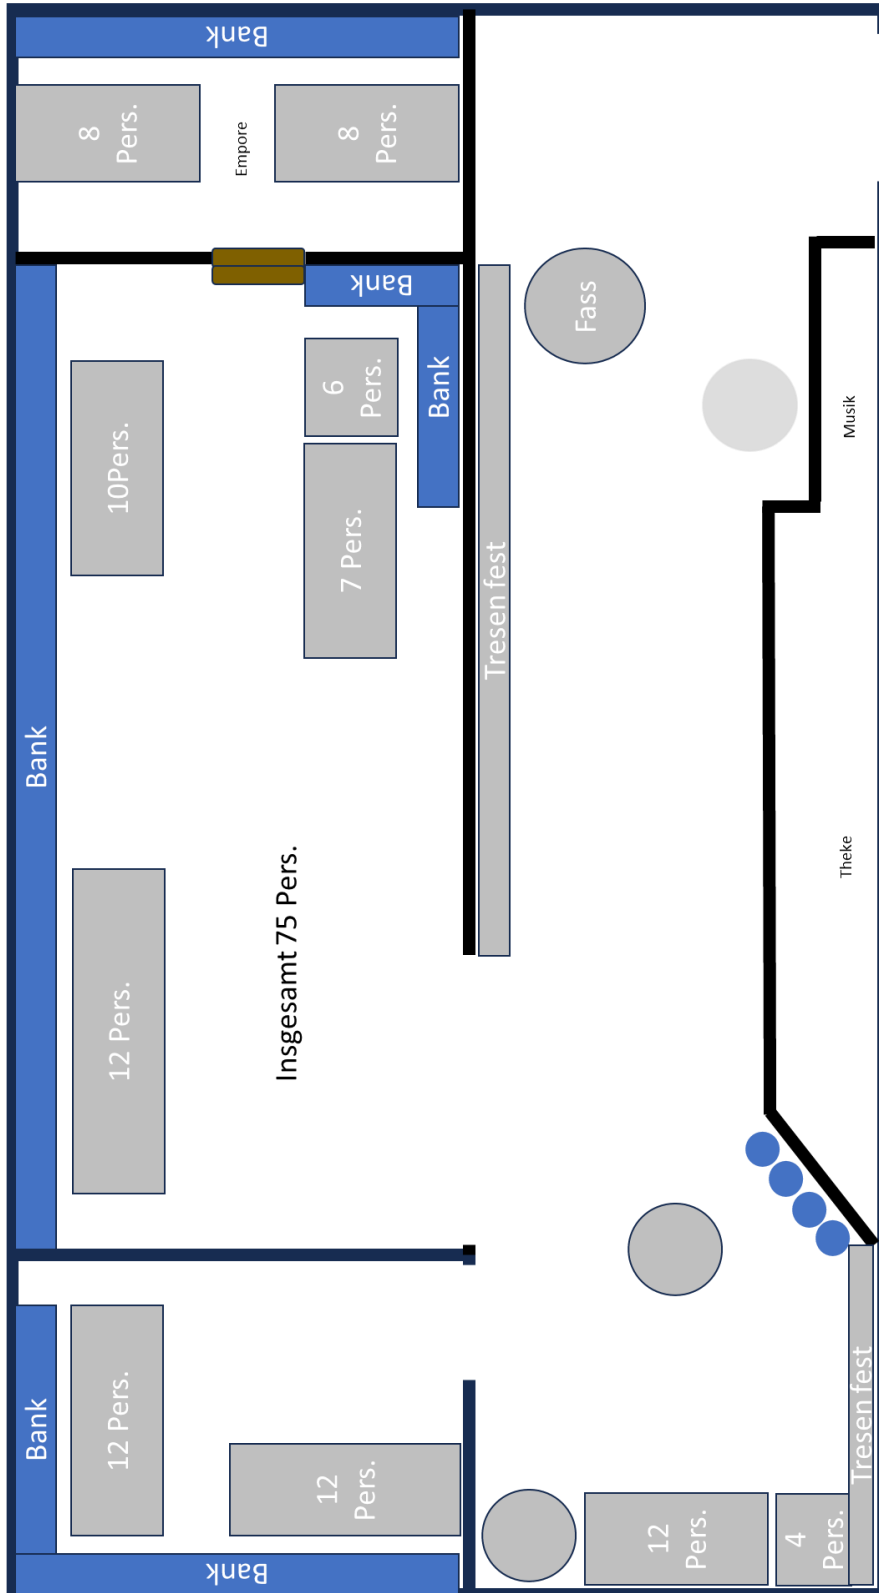 Bank
8
Pers.
Empore
8
Pers.
Bank
Bank
Fass
6
Pers.
Bank
10Pers.
7 Pers.
Musik
Tresen fest
Theke
Insgesamt 75 Pers.
12 Pers.
Bank
12 Pers.
12
Pers.
Bank
12
Pers.
4
Pers.
Tresen fest